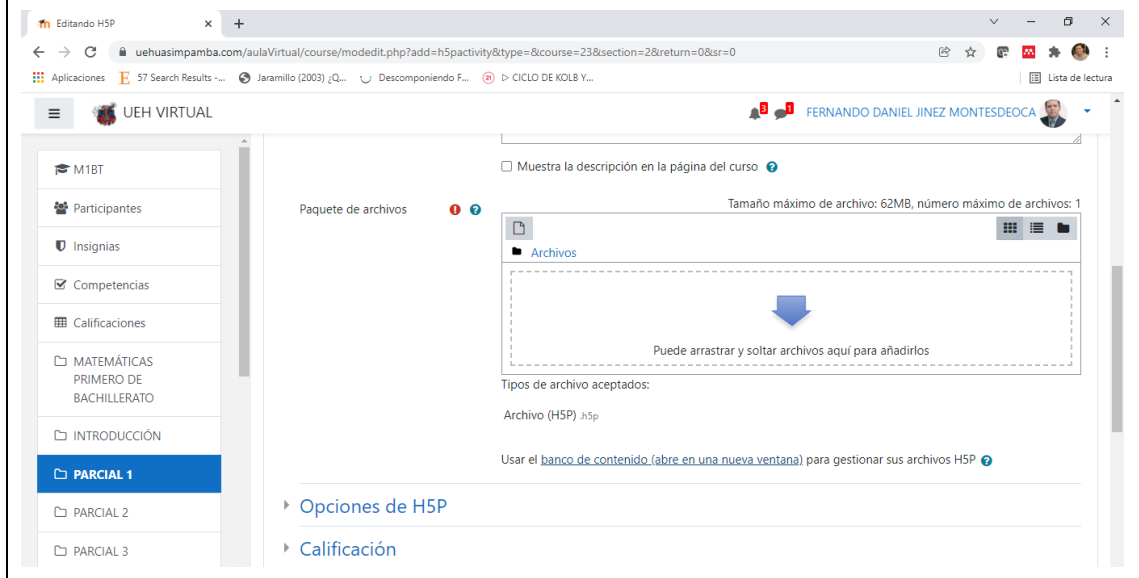 Editando H5P
uehuasimpamba.com/aulaVirtual/course/modedit.php?add=h5pactivity&type=&course=23&section=2&return=0&sr=0
Aplicaciones 57 Search Results -... Jaramillo (2003) ¿Q... Descomponiendo F... ▷ CICLO DE KOLB Y... Lista de lectura
UEH VIRTUAL 3 1 FERNANDO DANIEL JINEZ MONTESDEOCA
M1BT
Participantes
Insignias
Competencias
Calificaciones
MATEMÁTICAS
PRIMERO DE
BACHILLERATO
INTRODUCCIÓN
PARCIAL 1
PARCIAL 2
PARCIAL 3
Muestra la descripción en la página del curso
Paquete de archivos
Tamaño máximo de archivo: 62MB, número máximo de archivos: 1
Archivos
Puede arrastrar y soltar archivos aquí para añadirlos
Tipos de archivo aceptados:
Archivo (H5P) .h5p
Usar el banco de contenido (abre en una nueva ventana) para gestionar sus archivos H5P
Opciones de H5P
Calificación